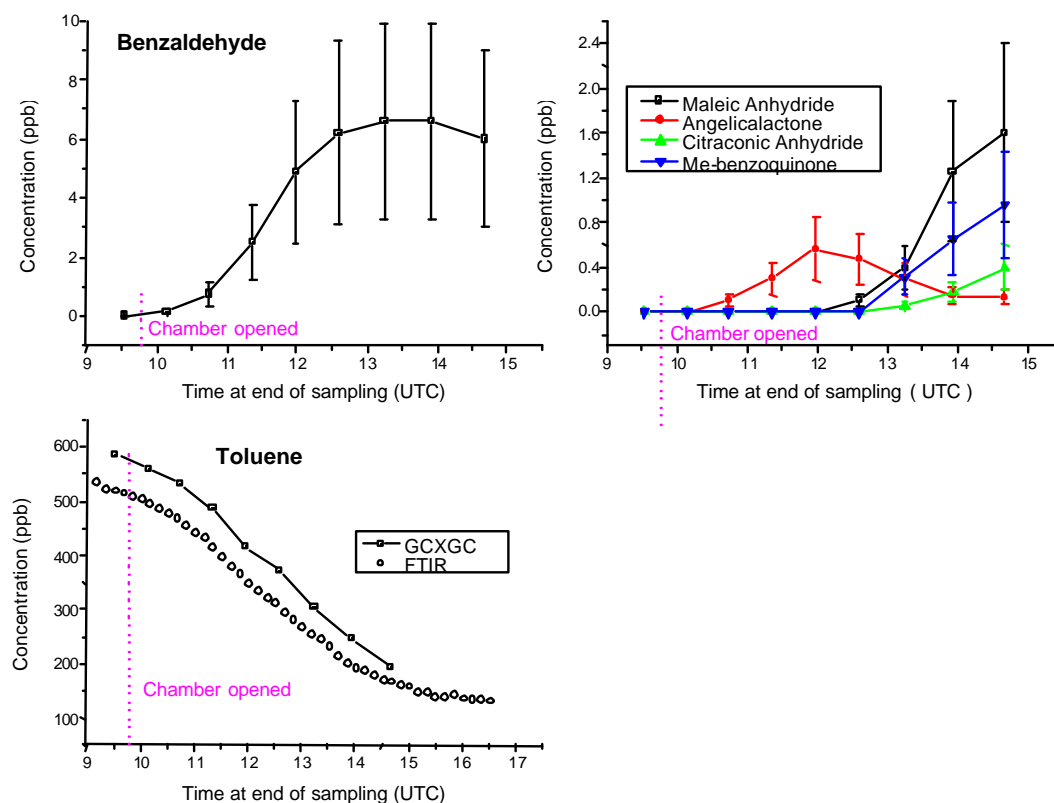 Benzaldehyde
Concentration (ppb)
10
8
6
4
2
0
Chamber opened
9 10 11 12 13 14 15
Time at end of sampling (UTC)
Concentration (ppb)
2.4
2.0
1.6
1.2
0.8
0.4
0.0
Maleic Anhydride
Angelicalactone
Citraconic Anhydride
Me-benzoquinone
Chamber opened
9 10 11 12 13 14 15
Time at end of sampling ( UTC )
Toluene
Concentration (ppb)
600
500
400
300
200
100
GCXGC
FTIR
Chamber opened
9 10 11 12 13 14 15 16 17
Time at end of sampling (UTC)